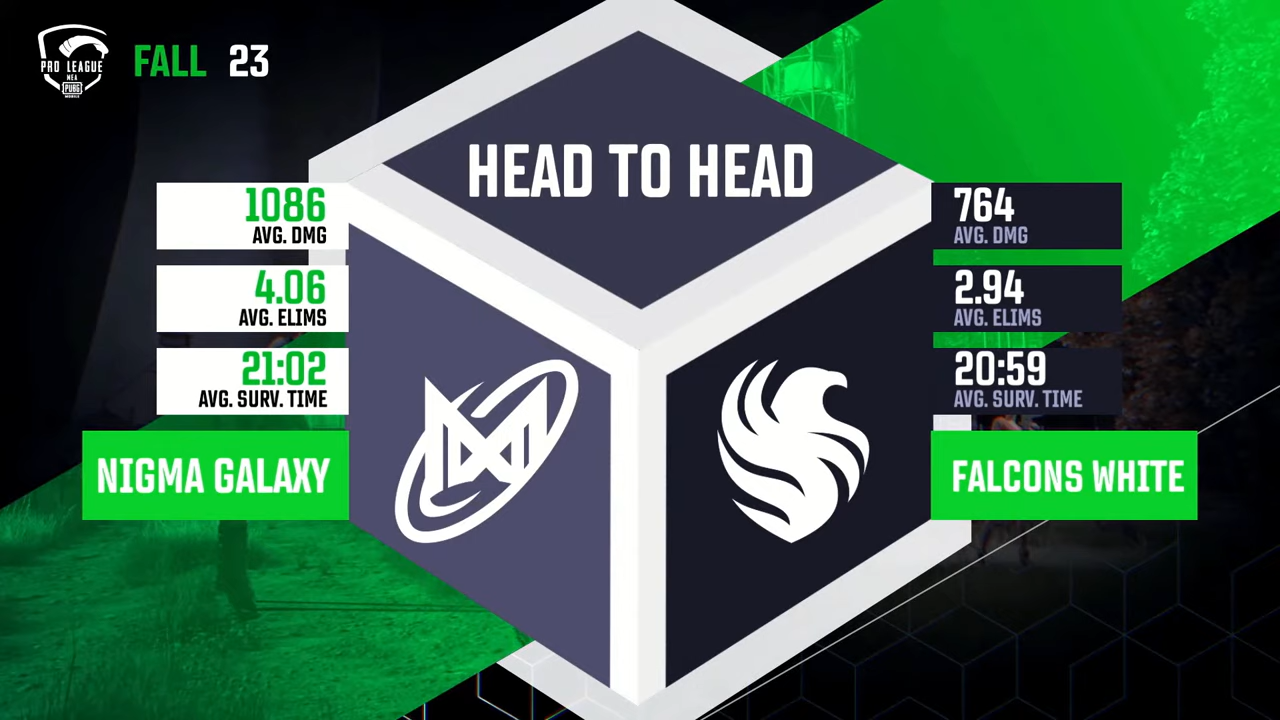 PRO LEAGUE
MEA
PUBG
MOBILE
FALL 23
HEAD TO HEAD
1086
AVG. DMG
4.06
AVG. ELIMS
21:02
AVG. SURV. TIME
NIGMA GALAXY
764
AVG. DMG
2.94
AVG. ELIMS
20:59
AVG. SURV. TIME
FALCONS WHITE